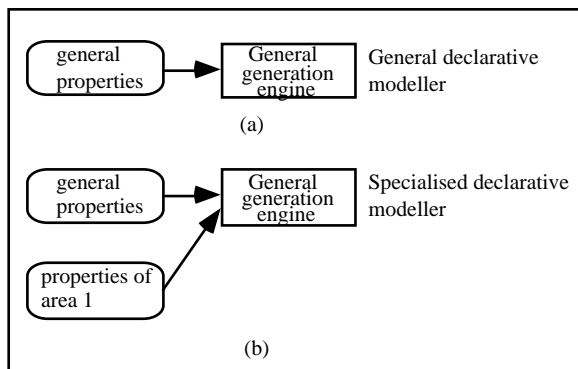 general
properties
General
generation
engine
General declarative
modeller
(a)
general
properties
General
generation
engine
Specialised declarative
modeller
properties of
area 1
(b)